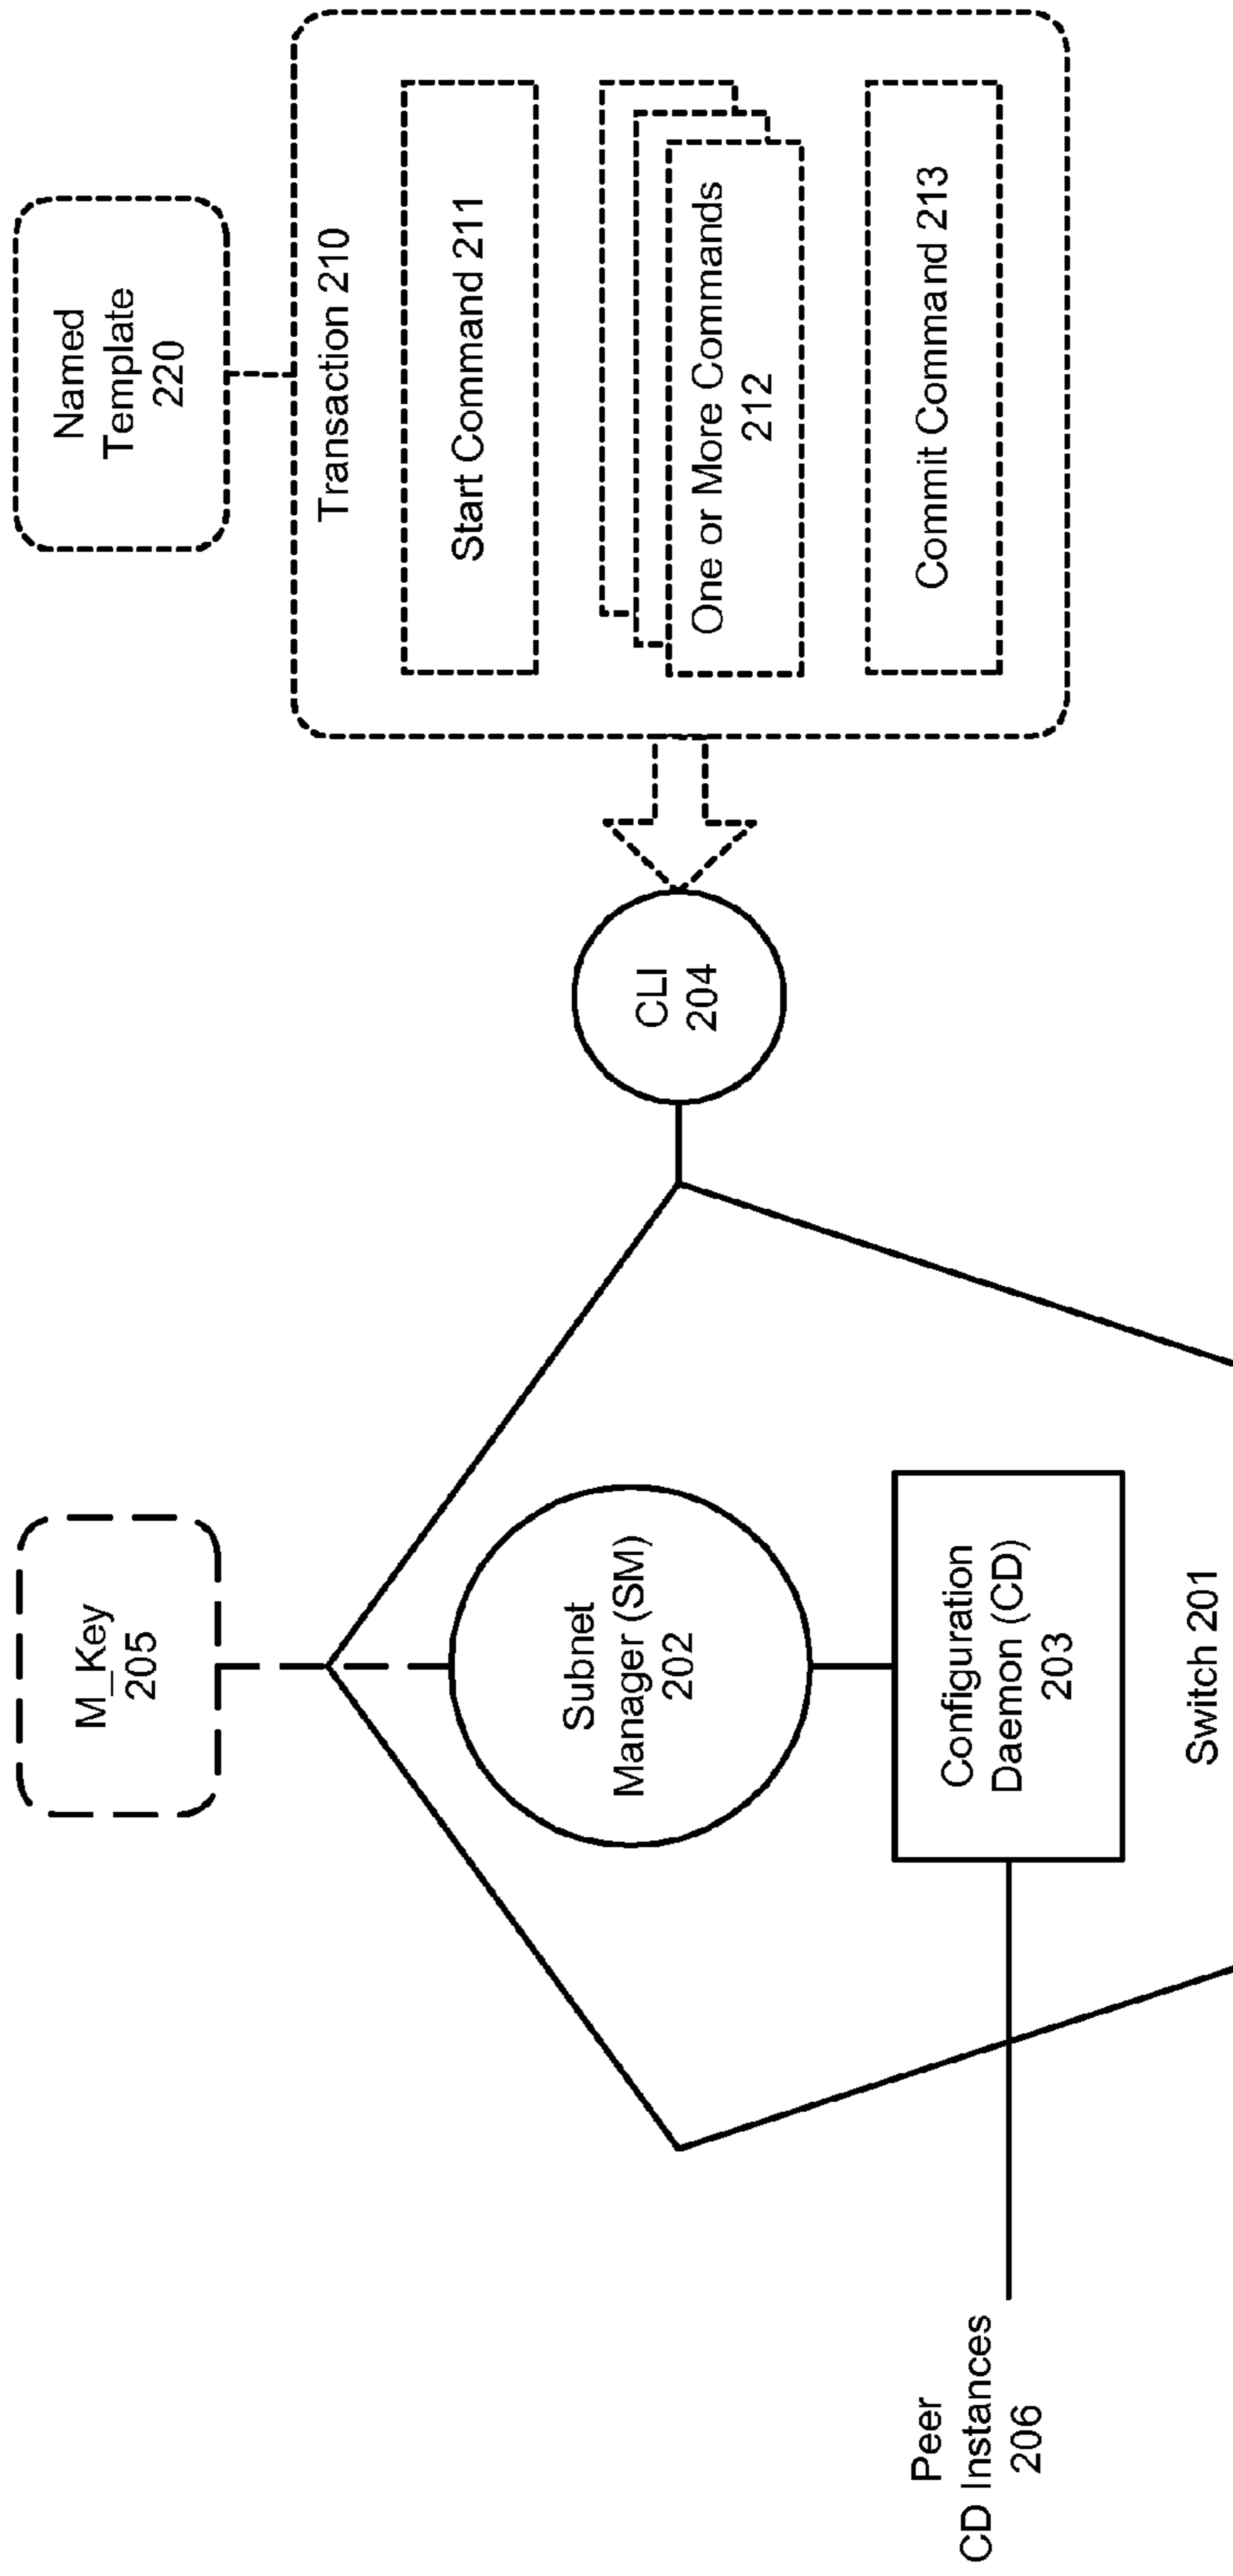 M_Key
205
Named
Template
220
Transaction 210
Start Command 211
One or More Commands
212
Commit Command 213
CLI
204
Subnet
Manager (SM)
202
Configuration
Daemon (CD)
203
Switch 201
Peer
CD Instances
206